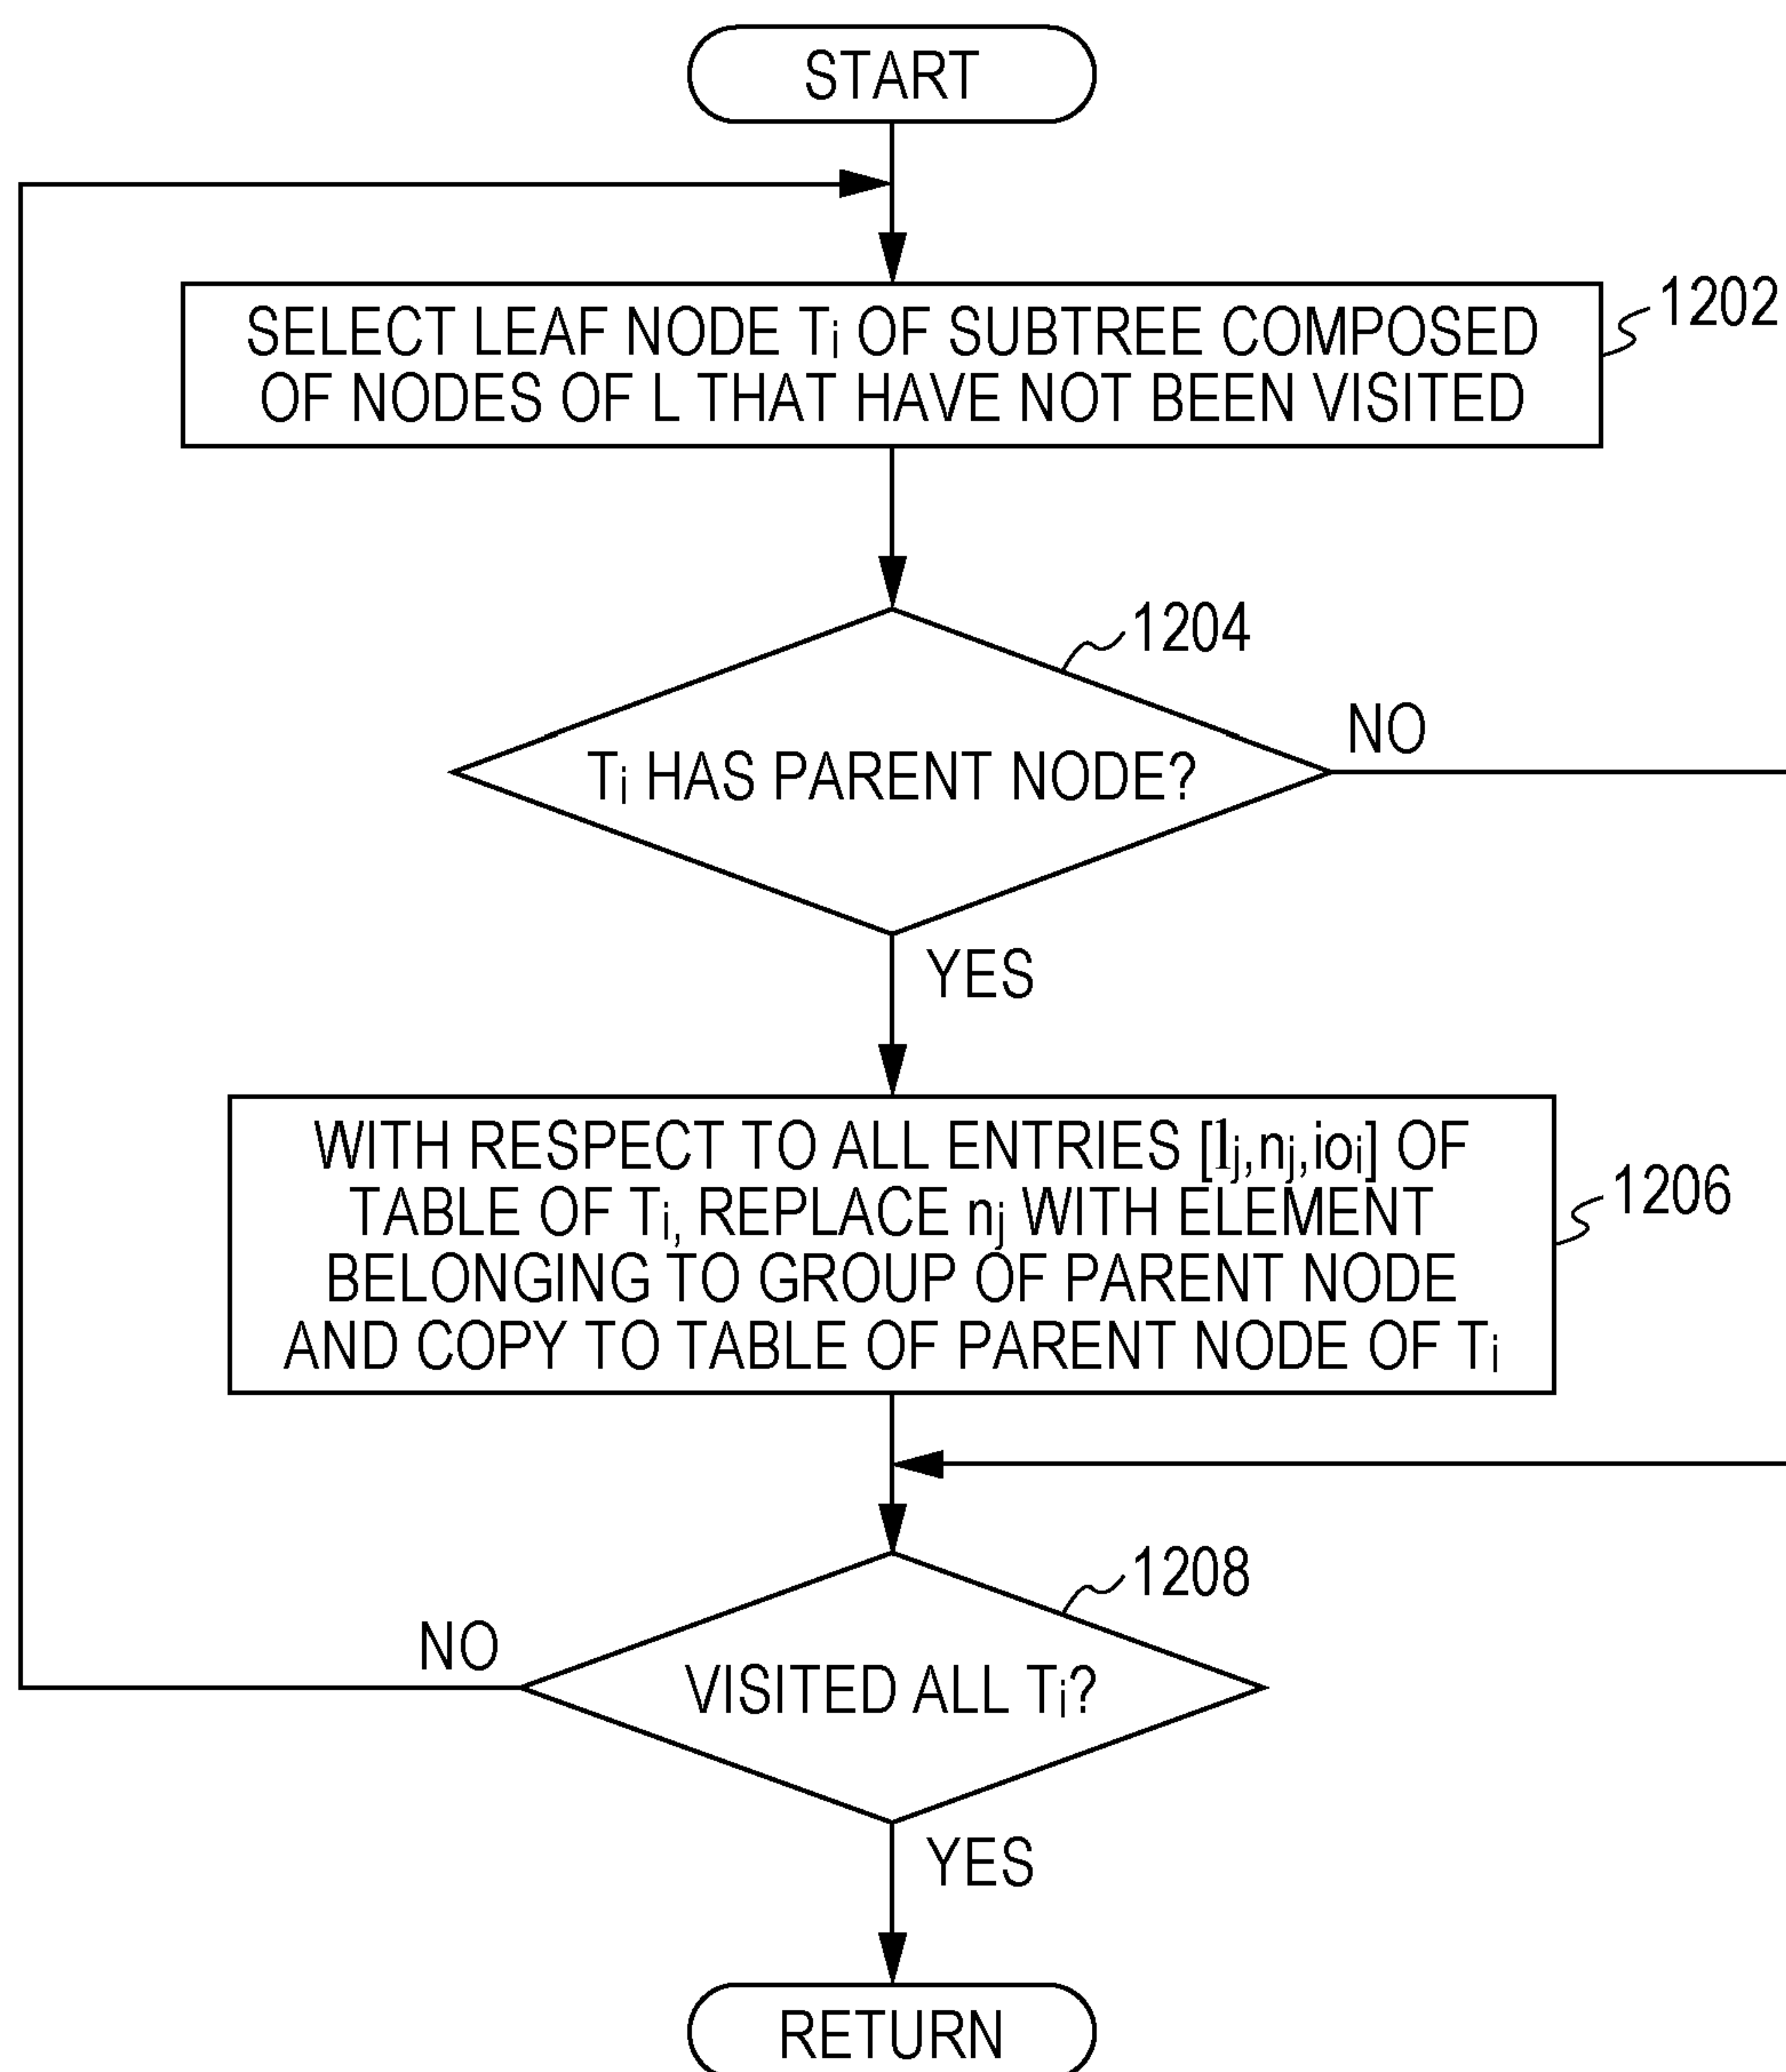 START
SELECT LEAF NODE Ti OF SUBTREE COMPOSED
OF NODES OF L THAT HAVE NOT BEEN VISITED
1202
1204
Ti HAS PARENT NODE?
NO
YES
WITH RESPECT TO ALL ENTRIES [lj,nj,ioi] OF
TABLE OF Ti, REPLACE nj WITH ELEMENT
BELONGING TO GROUP OF PARENT NODE
AND COPY TO TABLE OF PARENT NODE OF Ti
1206
1208
NO
VISITED ALL Ti?
YES
RETURN